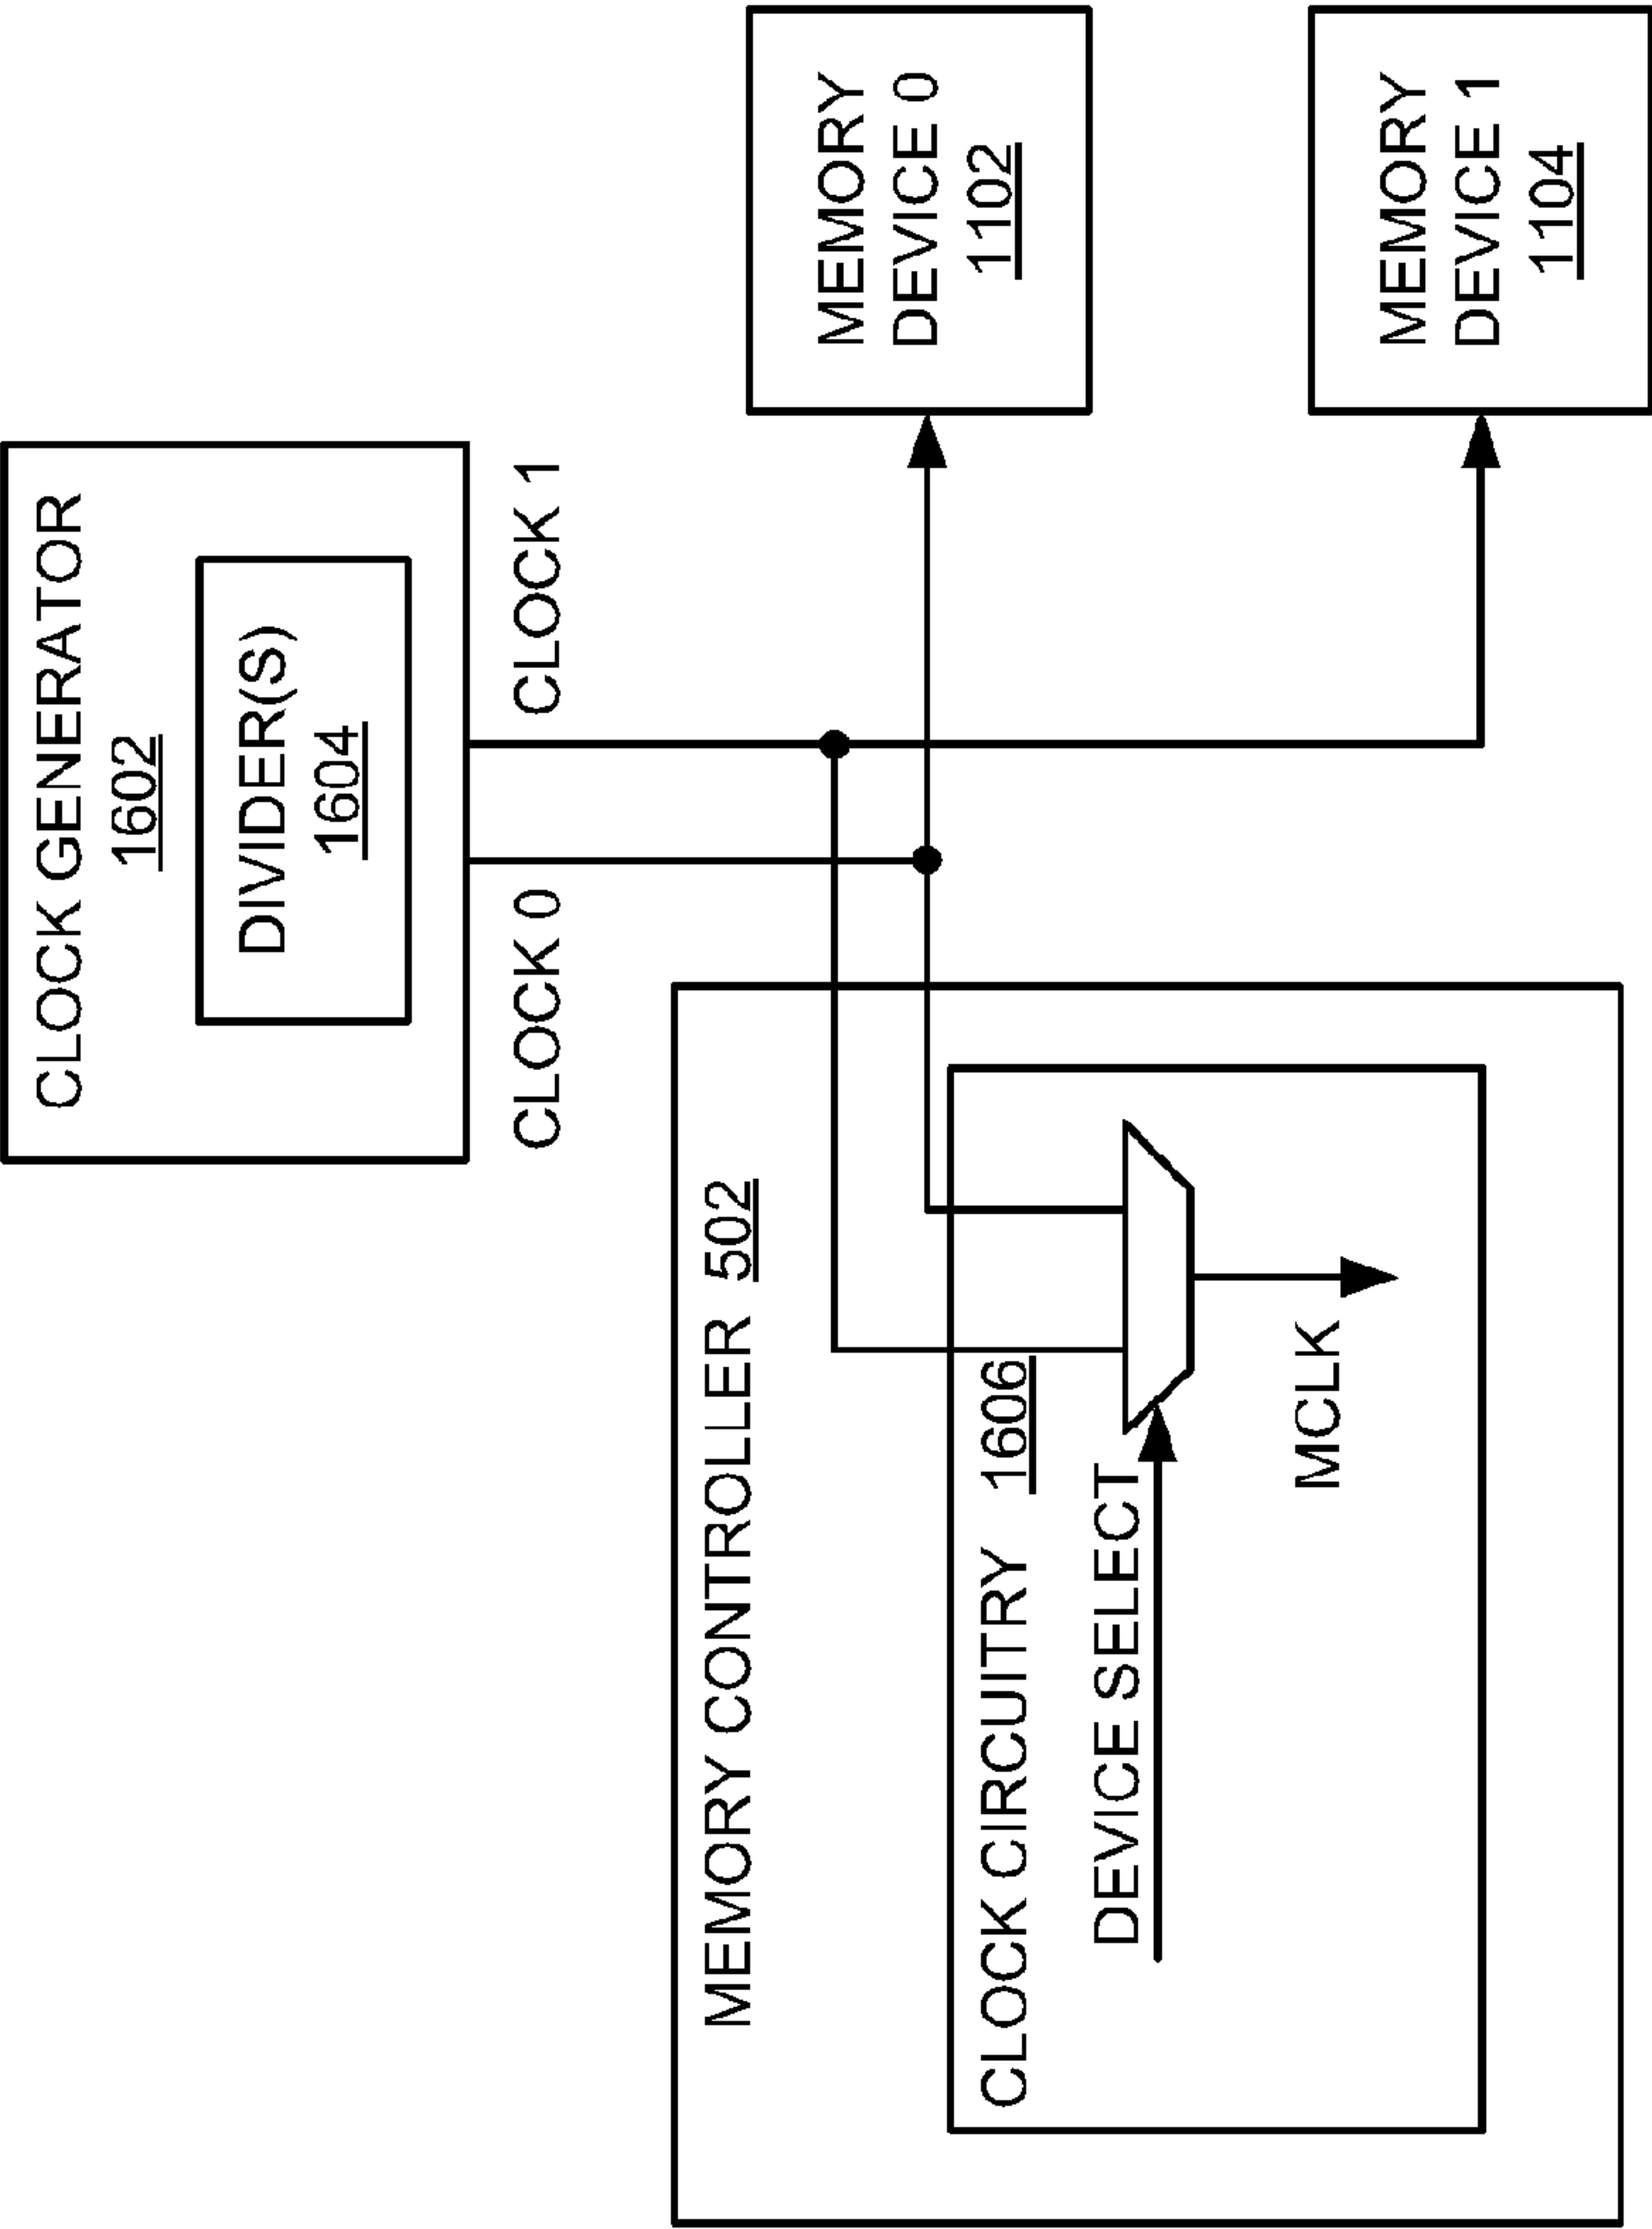 CLOCK GENERATOR
1602
DIVIDER(S)
1604
CLOCK 0
CLOCK 1
MEMORY CONTROLLER 502
CLOCK CIRCUITRY 1606
DEVICE SELECT
MCLK
MEMORY
DEVICE 0
1102
MEMORY
DEVICE 1
1104